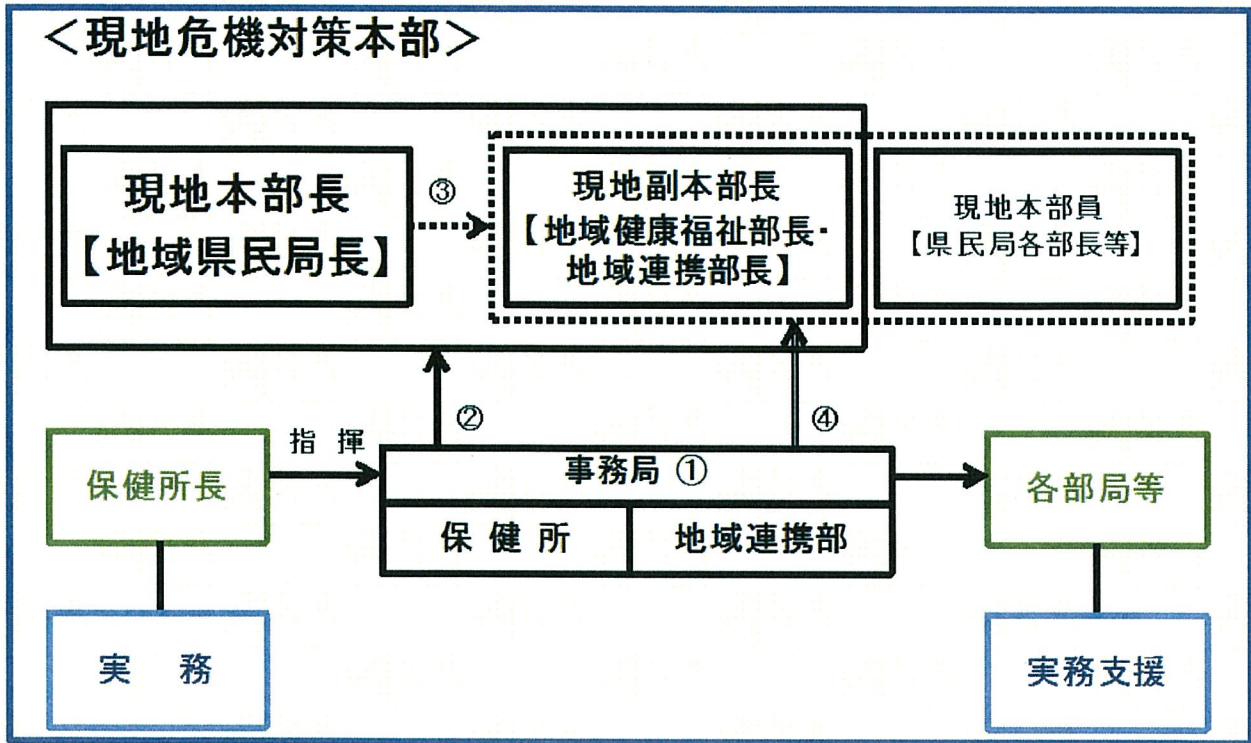 ＜現地危機対策本部＞
現地本部長
【地域県民局長】
③
現地副本部長
【地域健康福祉部長・
地域連携部長】
現地本部員
【県民局各部長等】
②
④
保健所長
指 揮
事務局 ①
保 健 所
地域連携部
各部局等
実 務
実務支援